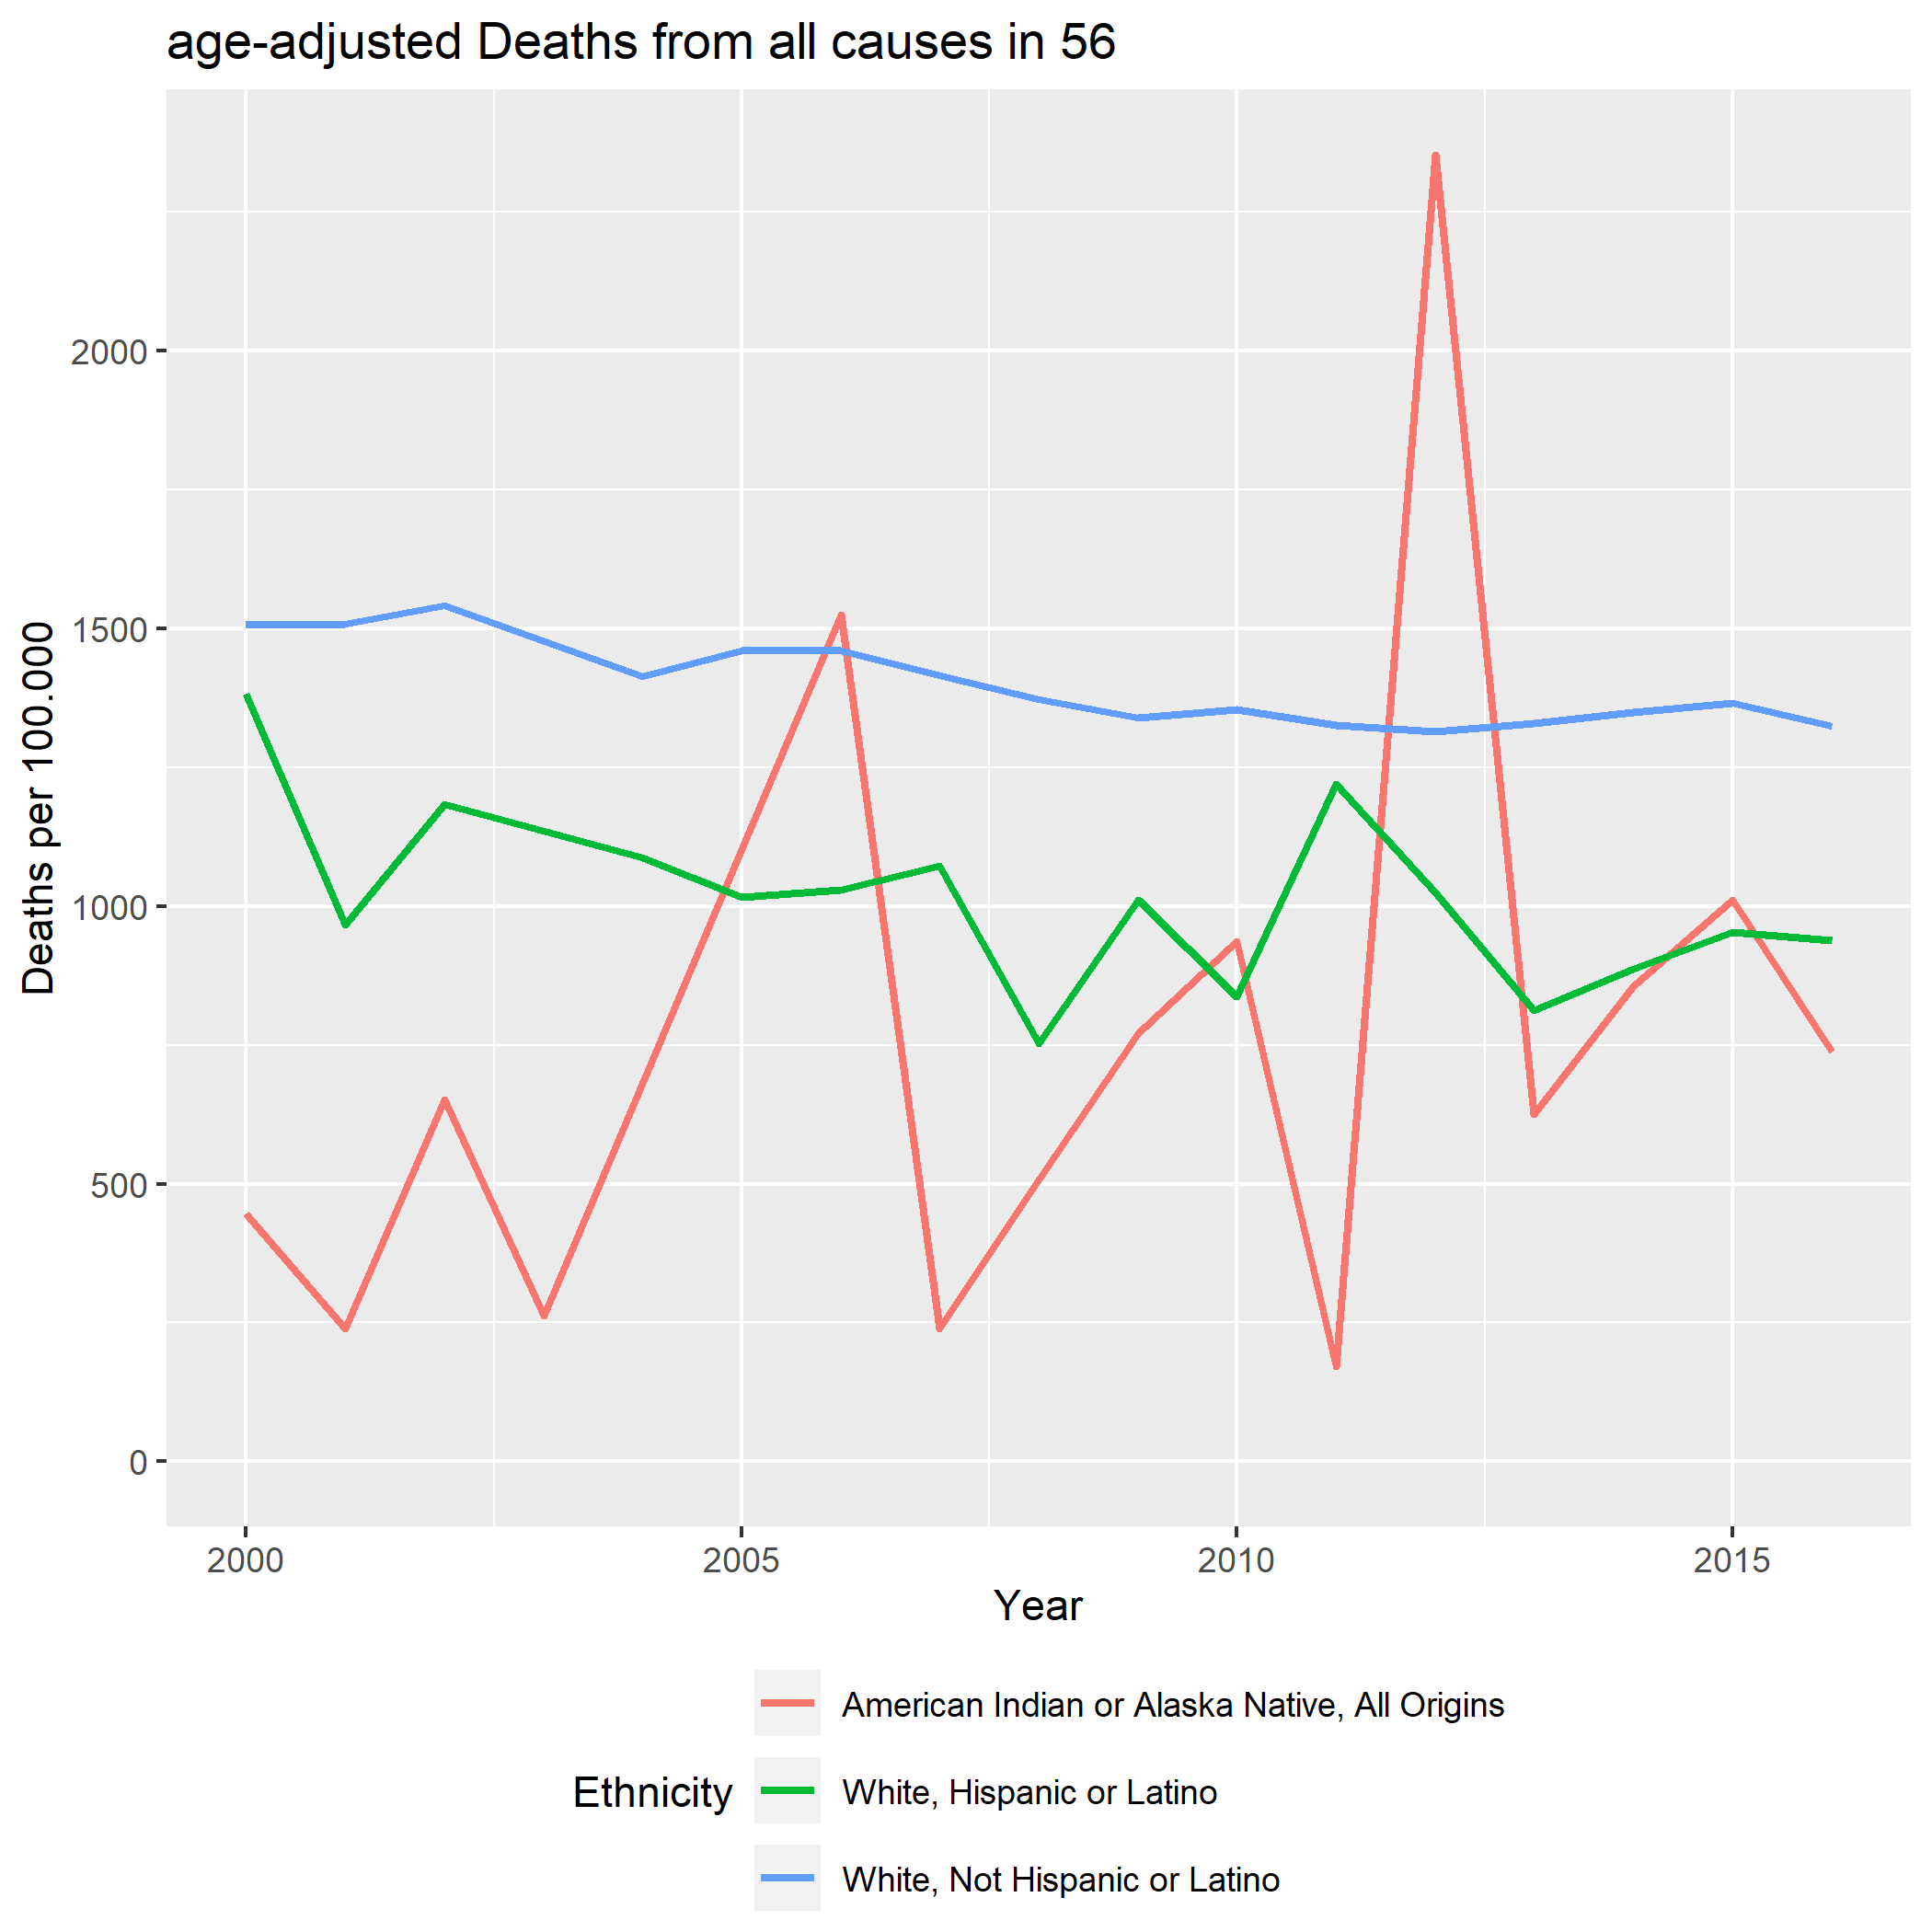 age-adjusted Deaths from all causes in 56
Deaths per 100.000
2000
1500
1000
500
0
2000 2005 2010 2015
Year
Ethnicity
American Indian or Alaska Native, All Origins
White, Hispanic or Latino
White, Not Hispanic or Latino